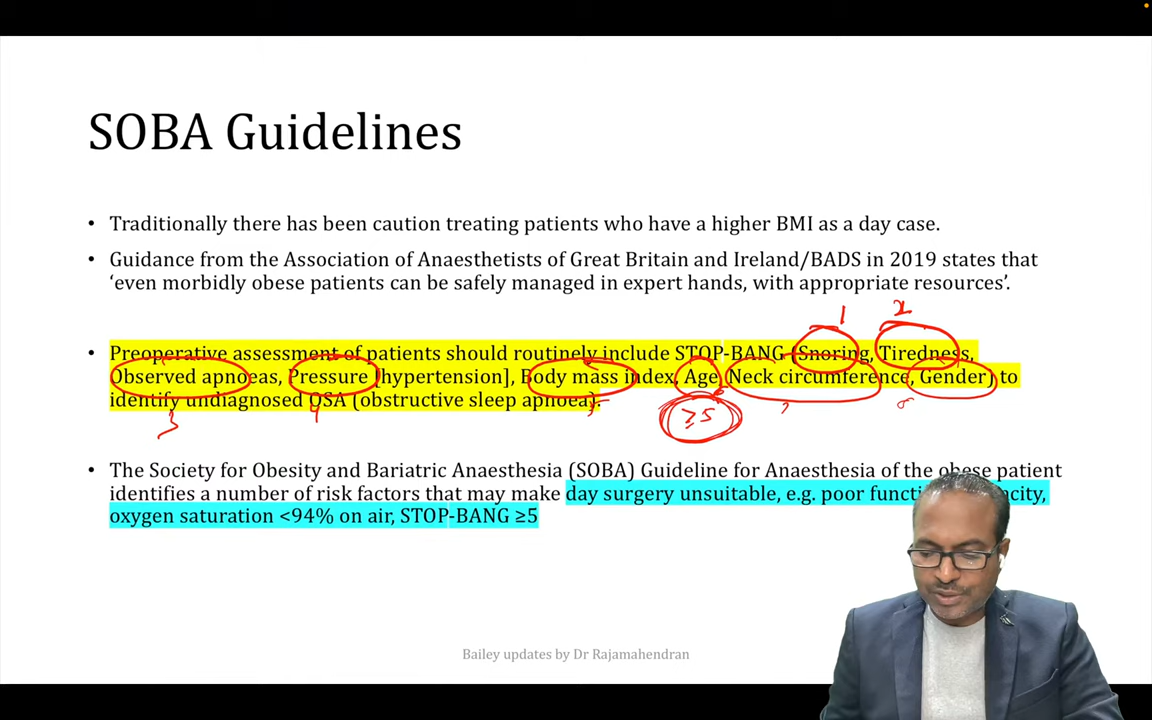 SOBA Guidelines
• Traditionally there has been caution treating patients who have a higher BMI as a day case.
• Guidance from the Association of Anaesthetists of Great Britain and Ireland/BADS in 2019 states that
‘even morbidly obese patients can be safely managed in expert hands, with appropriate resources’.
1 2
• Preoperative assessment of patients should routinely include STOP-BANG (Snoring, Tiredness,
Observed apnoeas, Pressure [hypertension], Body mass index, Age, Neck circumference, Gender) to
identify undiagnosed OSA (obstructive sleep apnoea).
3 4 ≥5
• The Society for Obesity and Bariatric Anaesthesia (SOBA) Guideline for Anaesthesia of the obese patient
identifies a number of risk factors that may make day surgery unsuitable, e.g. poor
oxygen saturation <94% on air, STOP-BANG ≥5
Bailey updates by Dr Rajamahendran